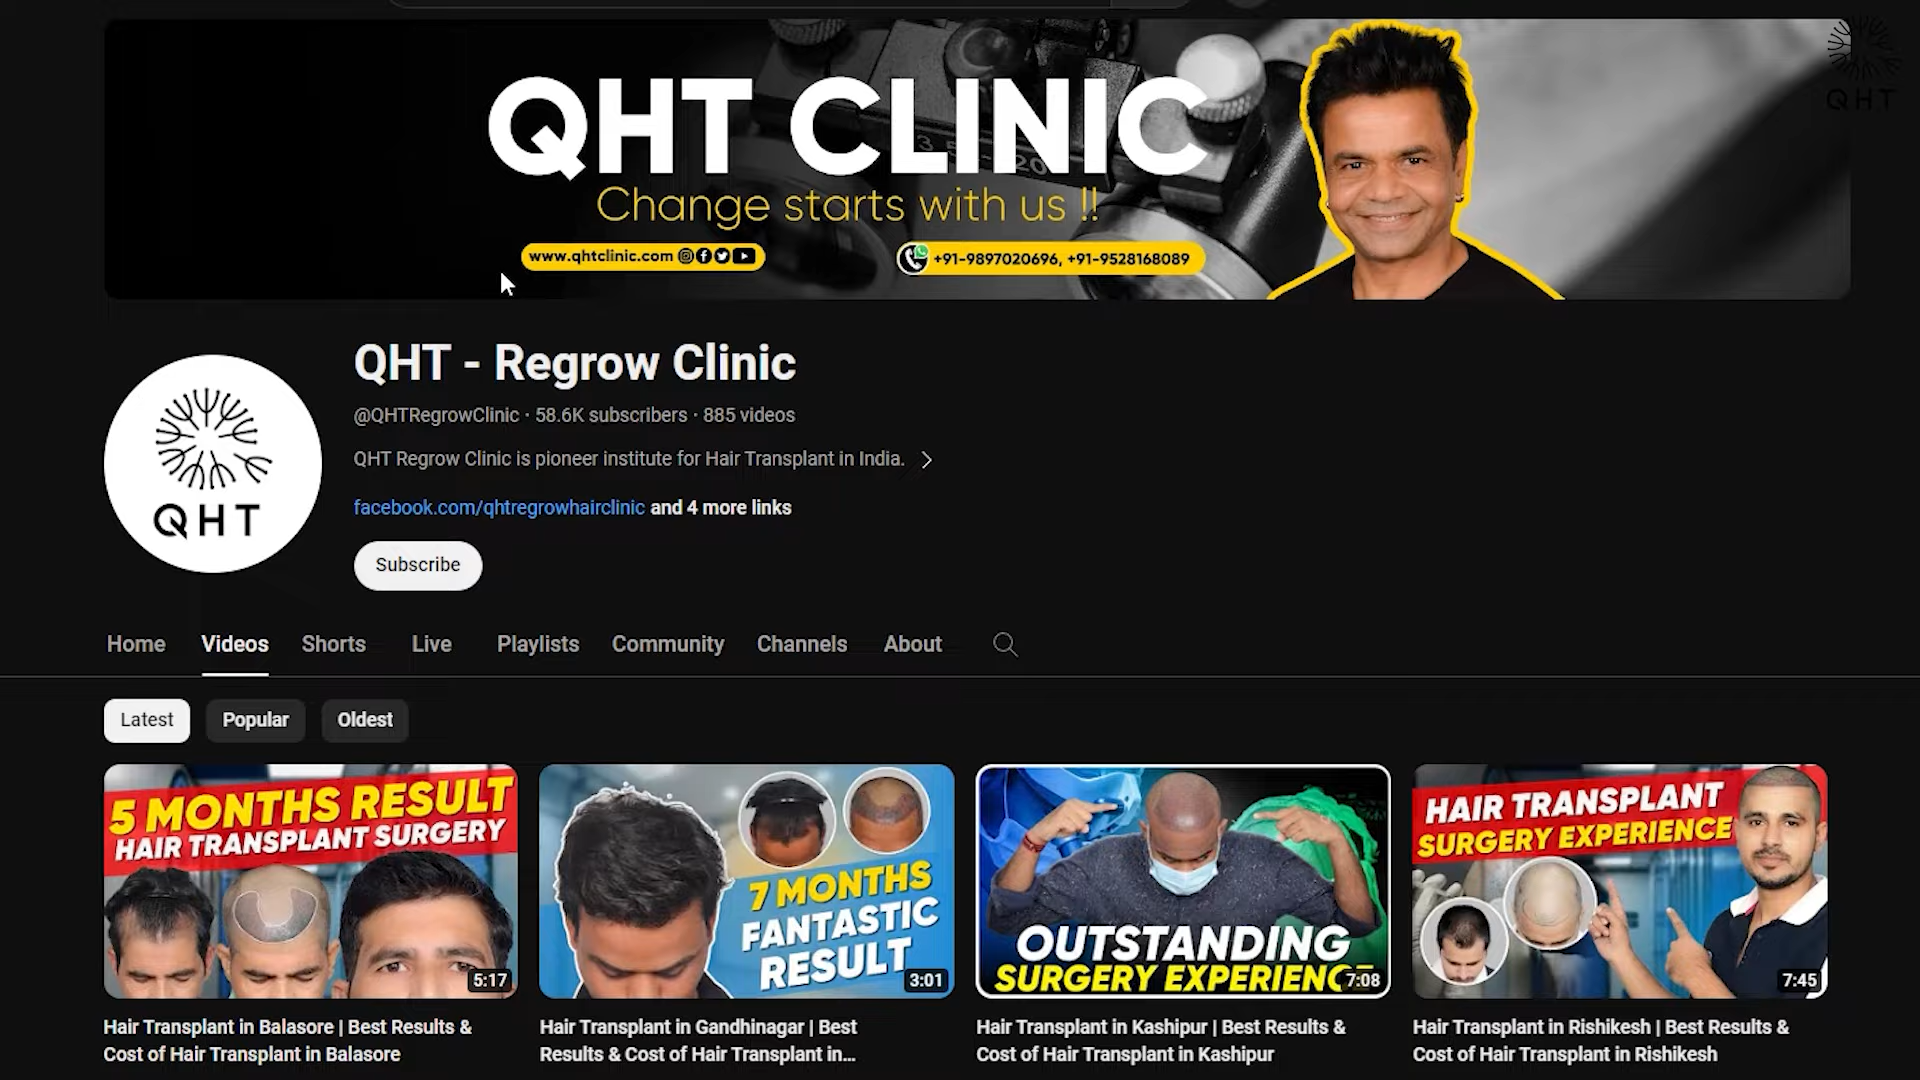 QHT CLINIC
Change starts with us !!
www.qhtclinic.com
+91-9897020696, +91-9528168089
QHT
QHT
QHT - Regrow Clinic
@QHTRegrowClinic · 58.6K subscribers · 885 videos
QHT Regrow Clinic is pioneer institute for Hair Transplant in India.
facebook.com/qhtregrowhairclinic and 4 more links
Subscribe
Home Videos Shorts Live Playlists Community Channels About
Latest Popular Oldest
5 MONTHS RESULT
HAIR TRANSPLANT SURGERY
5:17
7 MONTHS
FANTASTIC
RESULT
3:01
OUTSTANDING
SURGERY EXPERIENC
7:08
HAIR TRANSPLANT
SURGERY EXPERIENCE
7:45
Hair Transplant in Balasore | Best Results &
Cost of Hair Transplant in Balasore
Hair Transplant in Gandhinagar | Best
Results & Cost of Hair Transplant in...
Hair Transplant in Kashipur | Best Results &
Cost of Hair Transplant in Kashipur
Hair Transplant in Rishikesh | Best Results &
Cost of Hair Transplant in Rishikesh